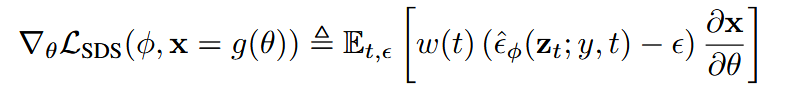 ∇θℒSDS(ϕ, x = g(θ)) ≜ 𝔼t,ϵ [w(t) (ϵ̂ϕ(zt; y, t) − ϵ) ∂x/∂θ]